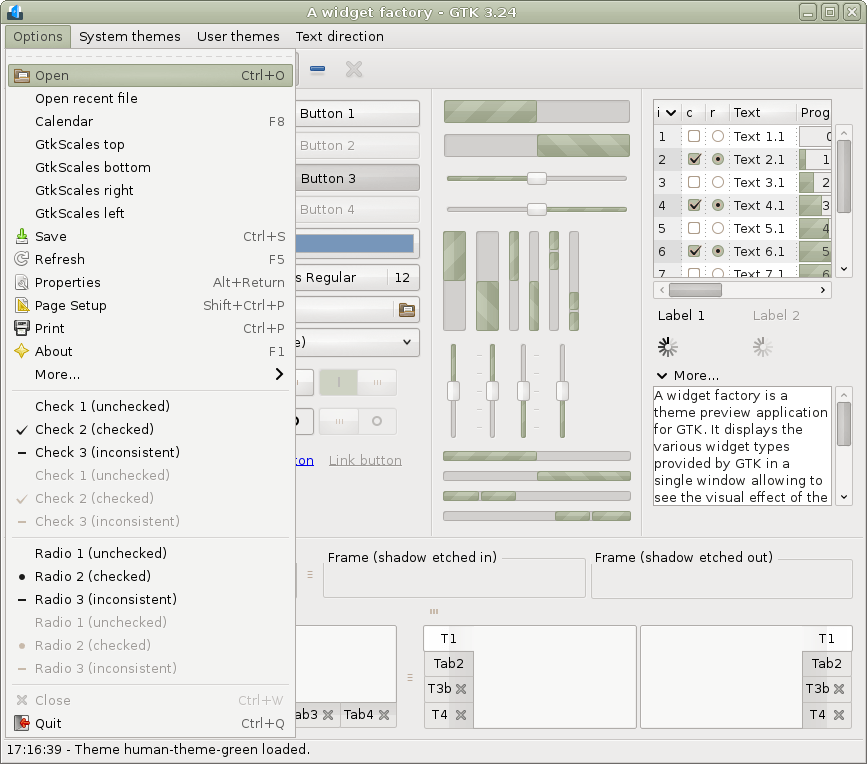 A widget factory - GTK 3.24
Options System themes User themes Text direction
Open Ctrl+O
Open recent file
Calendar F8
GtkScales top
GtkScales bottom
GtkScales right
GtkScales left
Save Ctrl+S
Refresh F5
Properties Alt+Return
Page Setup Shift+Ctrl+P
Print Ctrl+P
About F1
More...
Check 1 (unchecked)
Check 2 (checked)
Check 3 (inconsistent)
Check 1 (unchecked)
Check 2 (checked)
Check 3 (inconsistent)
Radio 1 (unchecked)
Radio 2 (checked)
Radio 3 (inconsistent)
Radio 1 (unchecked)
Radio 2 (checked)
Radio 3 (inconsistent)
Close Ctrl+W
Quit Ctrl+Q
Button 1
Button 2
Button 3
Button 4
s Regular 12
e)
on Link button
i c r Text Prog
1 Text 1.1 0
2 Text 2.1 1
3 Text 3.1 2
4 Text 4.1 3
5 Text 5.1 4
6 Text 6.1 5
7 Text 7.1 6
Label 1 Label 2
More...
A widget factory is a
theme preview application
for GTK. It displays the
various widget types
provided by GTK in a
single window allowing to
see the visual effect of the
Frame (shadow etched in) Frame (shadow etched out)
ab3 Tab4
T1
Tab2
T3b
T4
T1
Tab2
T3b
T4
17:16:39 - Theme human-theme-green loaded.